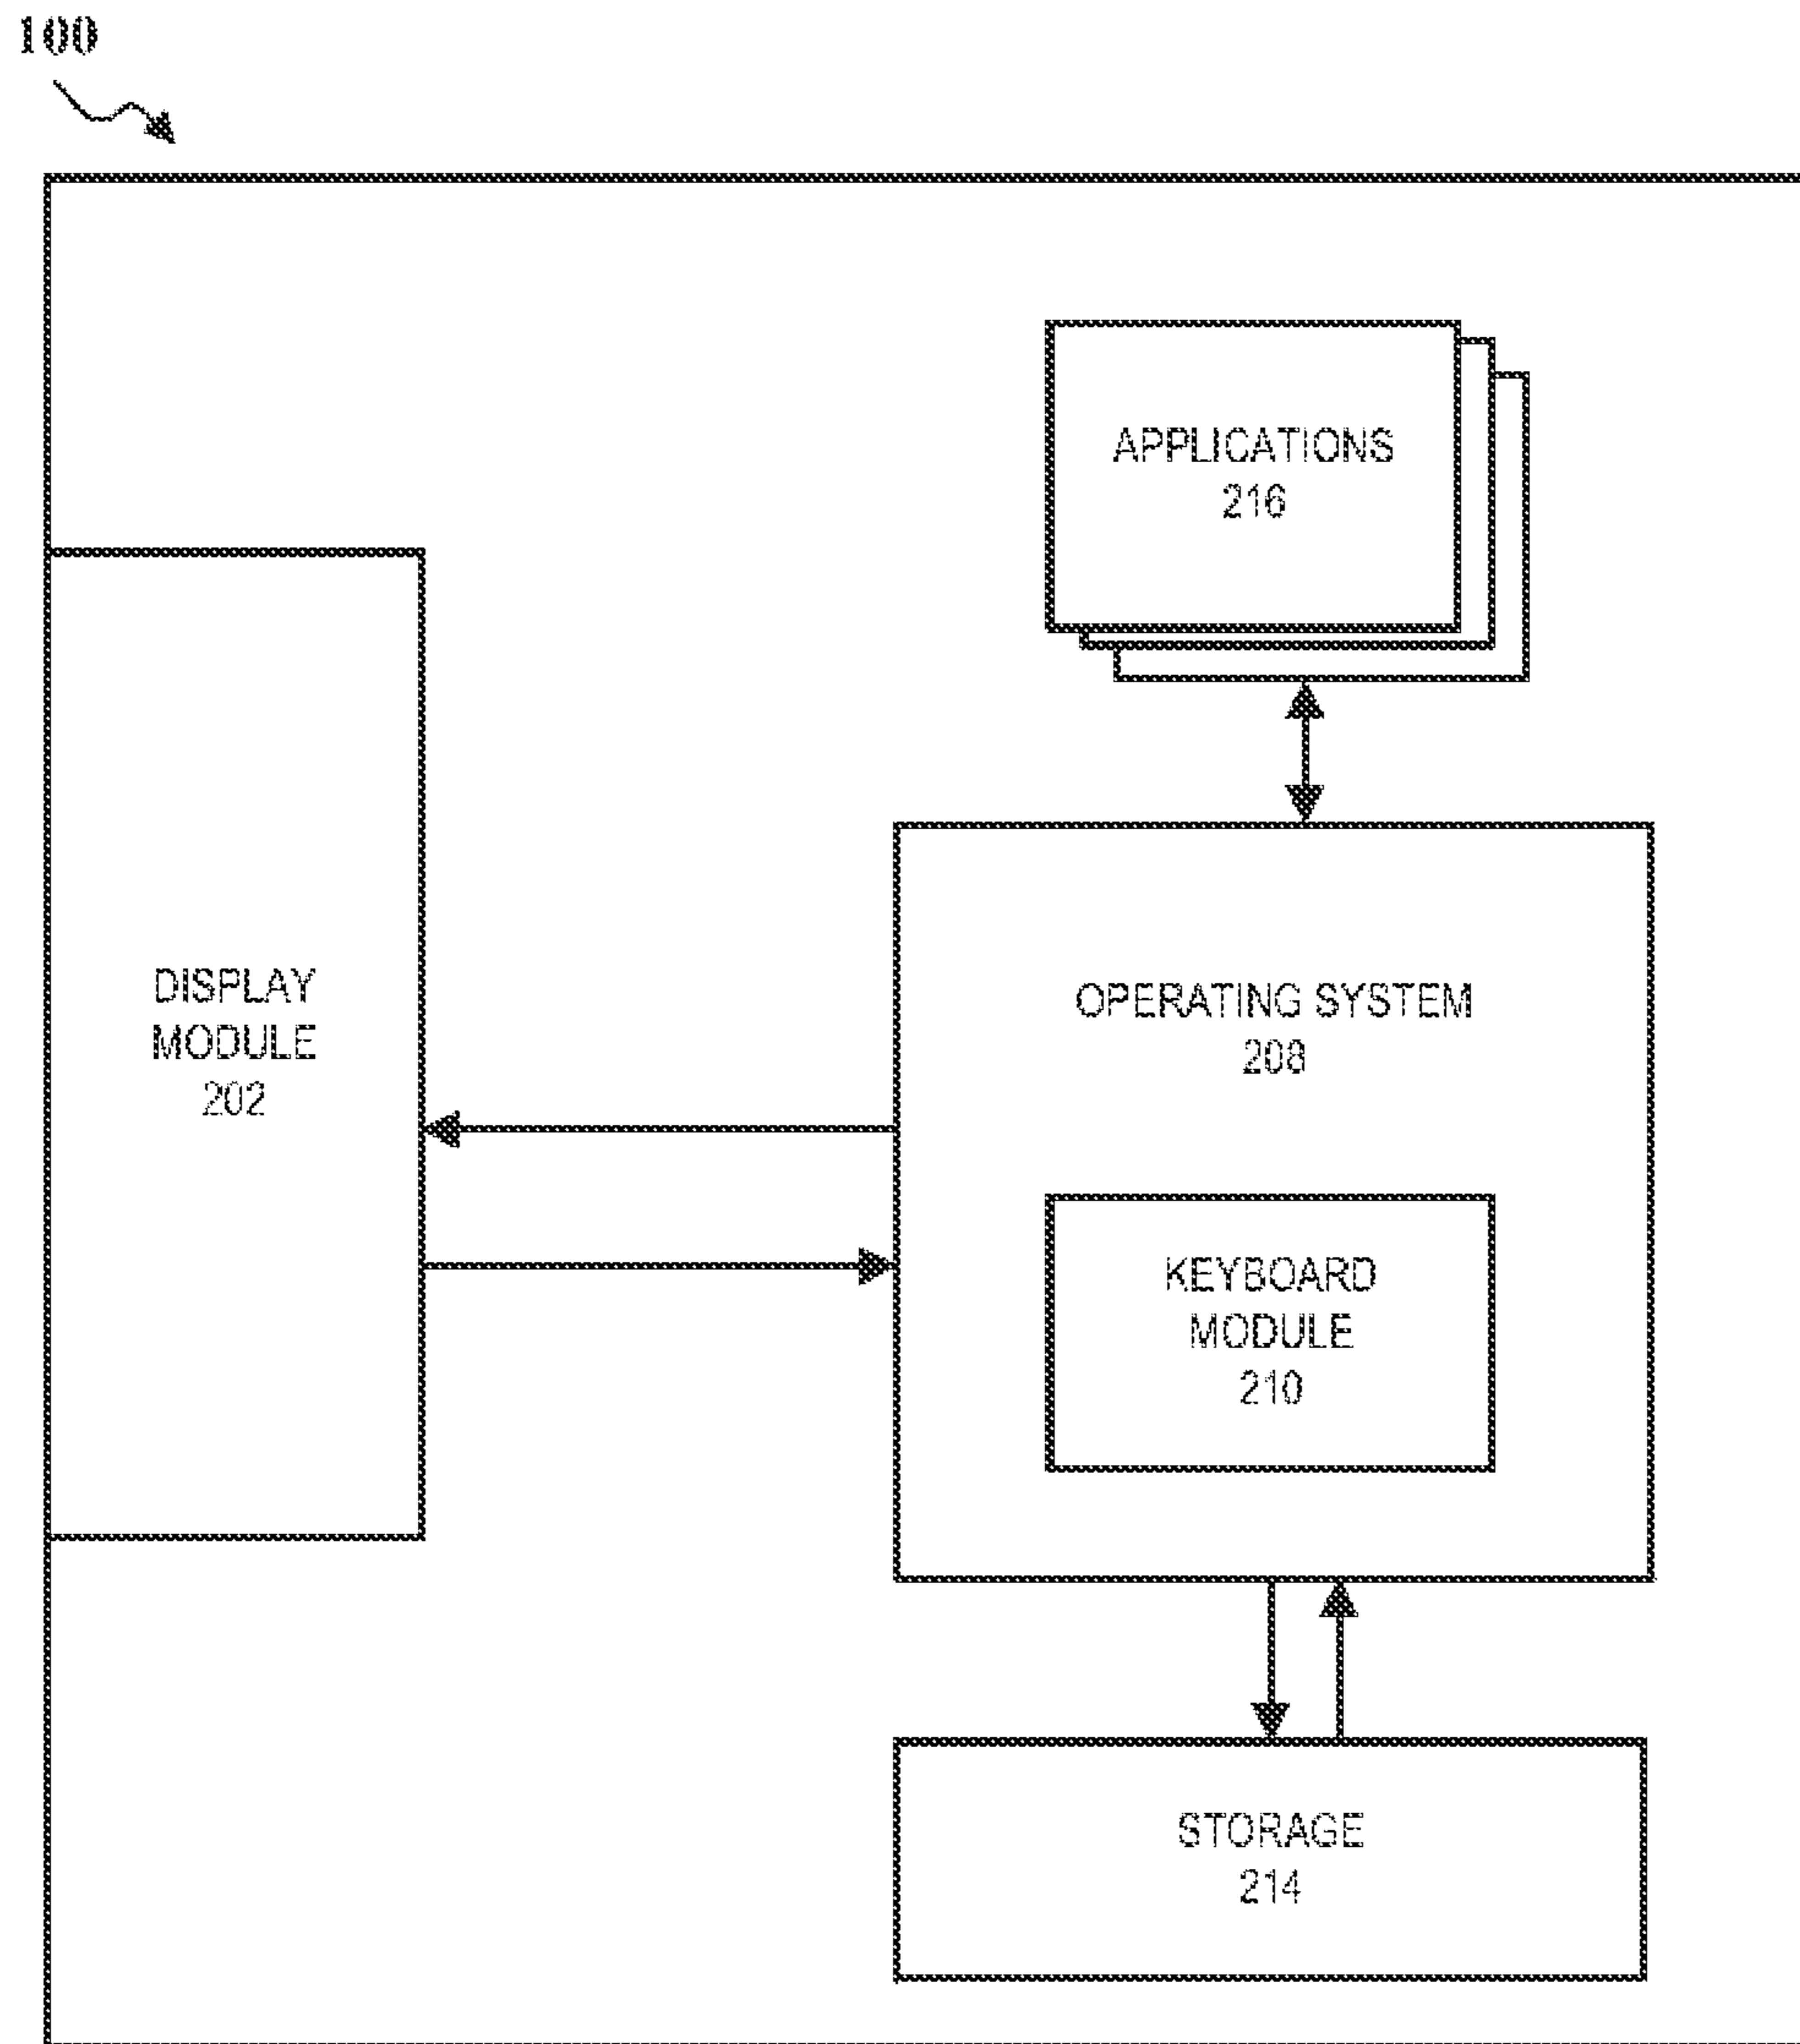 100
APPLICATIONS
216
DISPLAY
MODULE
202
OPERATING SYSTEM
208
KEYBOARD
MODULE
210
STORAGE
214